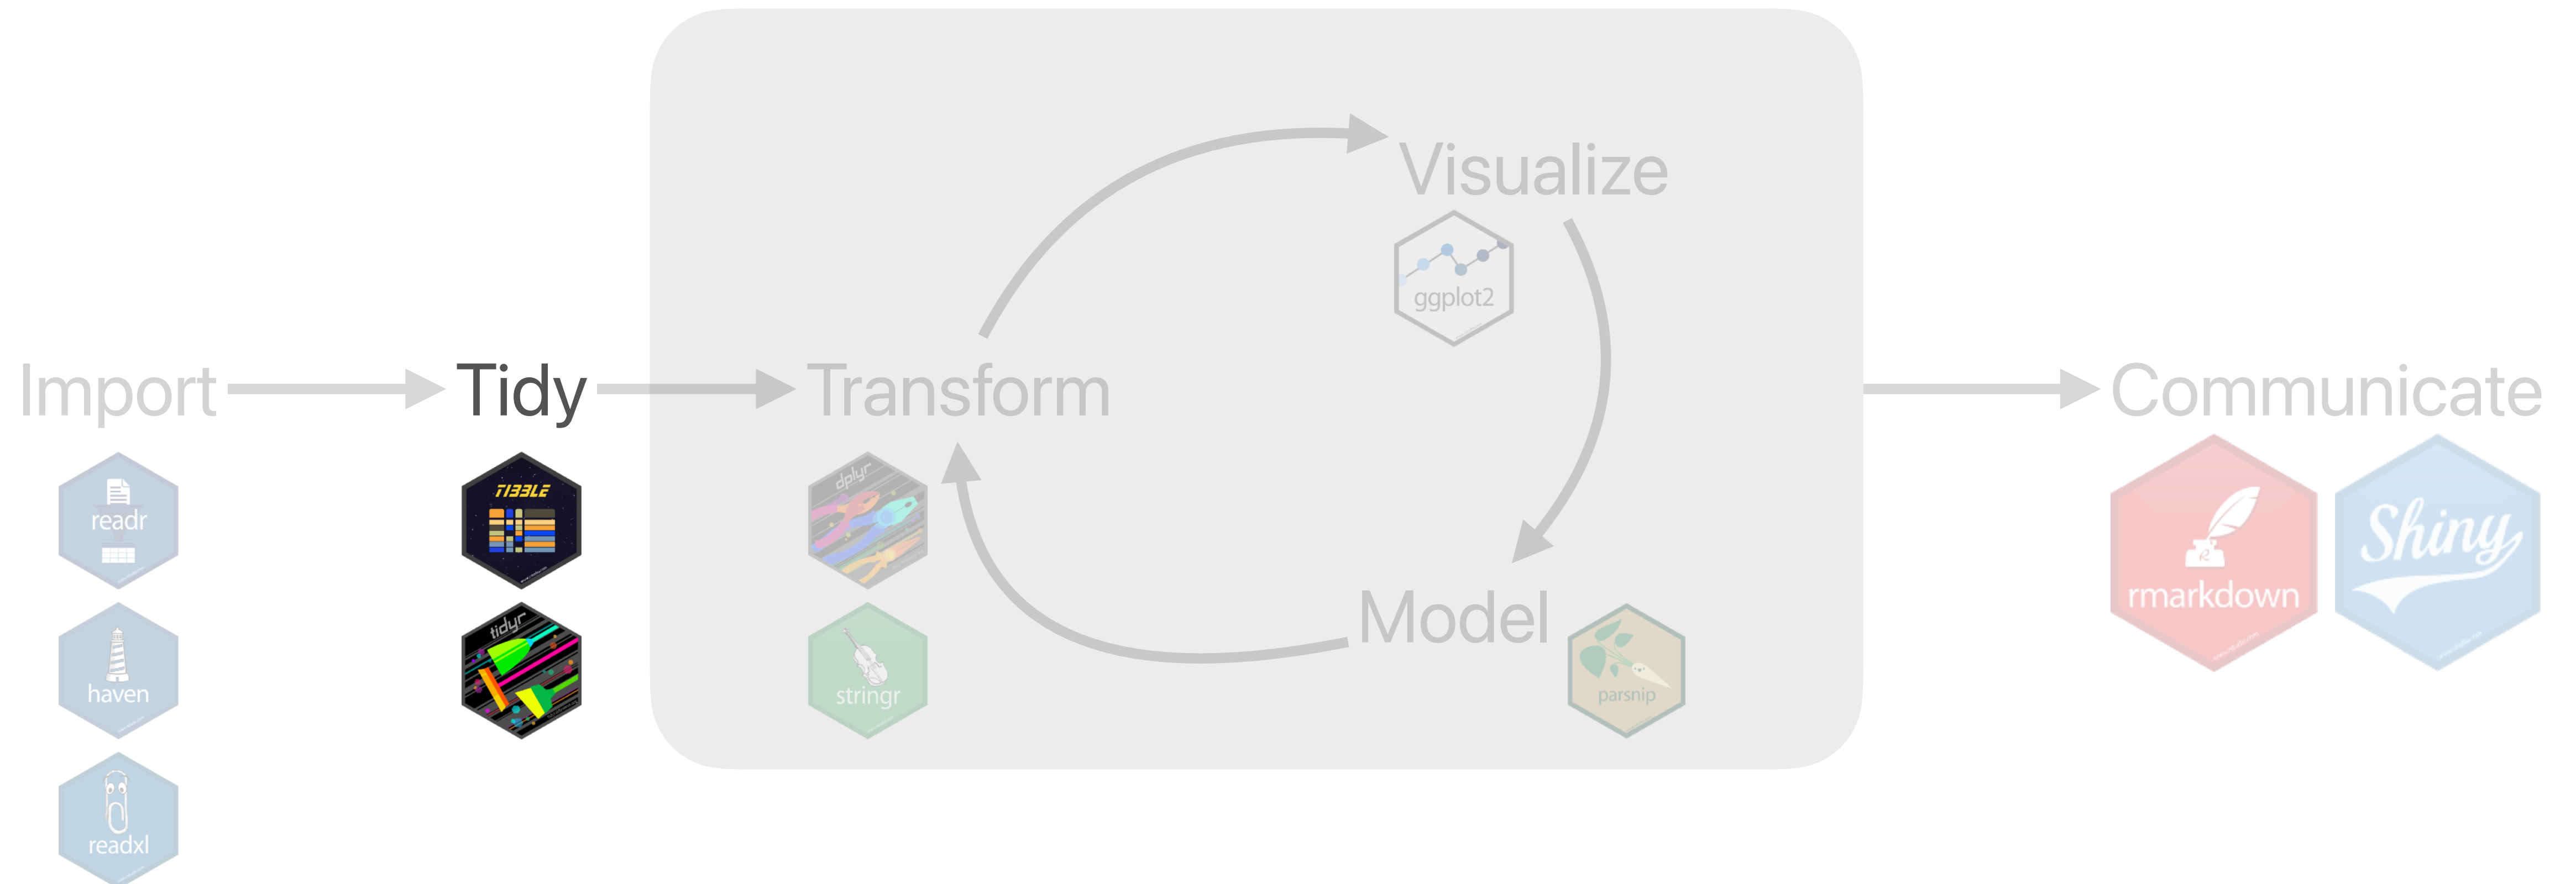 Visualize
ggplot2
Import
Tidy
Transform
Communicate
readr
TIBBLE
dplyr
rmarkdown
Shiny
Model
haven
tidyr
stringr
parsnip
readxl